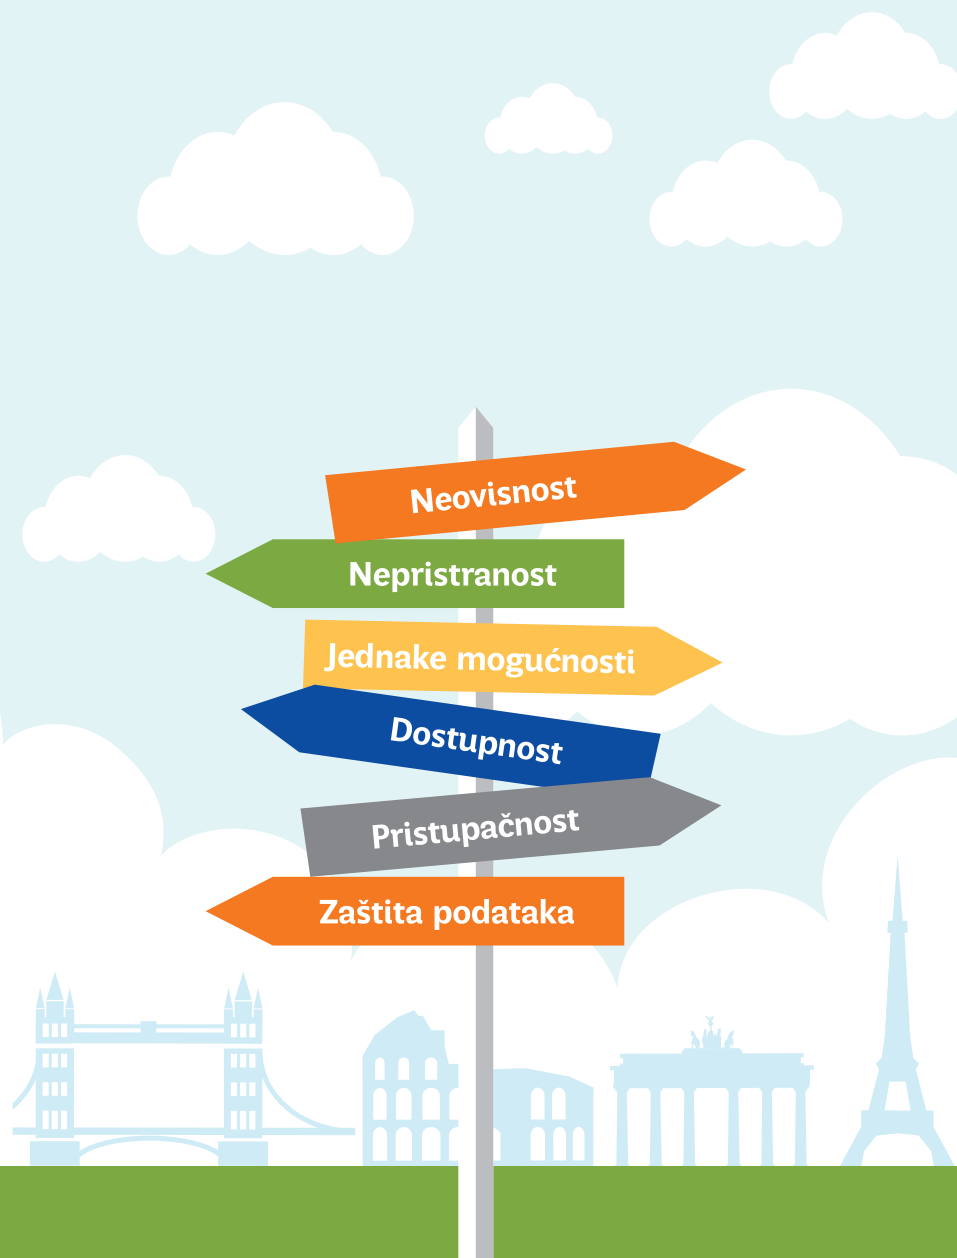 Neovisnost
Nepristranost
Jednake mogućnosti
Dostupnost
Pristupačnost
Zaštita podataka